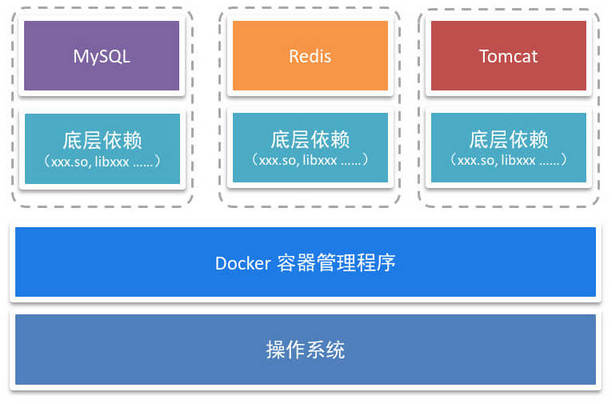 MySQL
Redis
Tomcat
底层依赖
（xxx.so, libxxx ……）
底层依赖
（xxx.so, libxxx ……）
底层依赖
（xxx.so, libxxx ……）
Docker 容器管理程序
操作系统